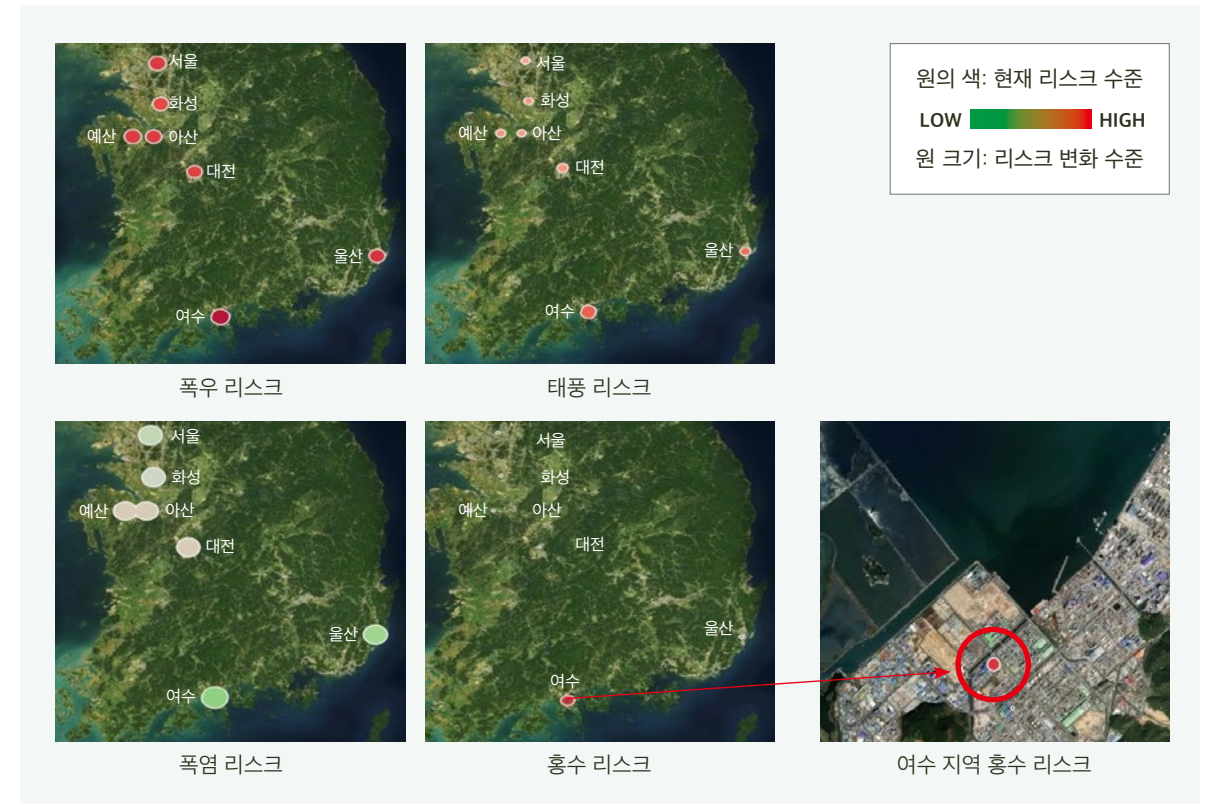 서울
화성
예산
아산
대전
울산
여수
폭우 리스크
서울
화성
예산
아산
대전
울산
여수
태풍 리스크
원의 색: 현재 리스크 수준
LOW HIGH
원 크기: 리스크 변화 수준
서울
화성
예산
아산
대전
울산
여수
폭염 리스크
서울
화성
예산
아산
대전
울산
여수
홍수 리스크
여수 지역 홍수 리스크